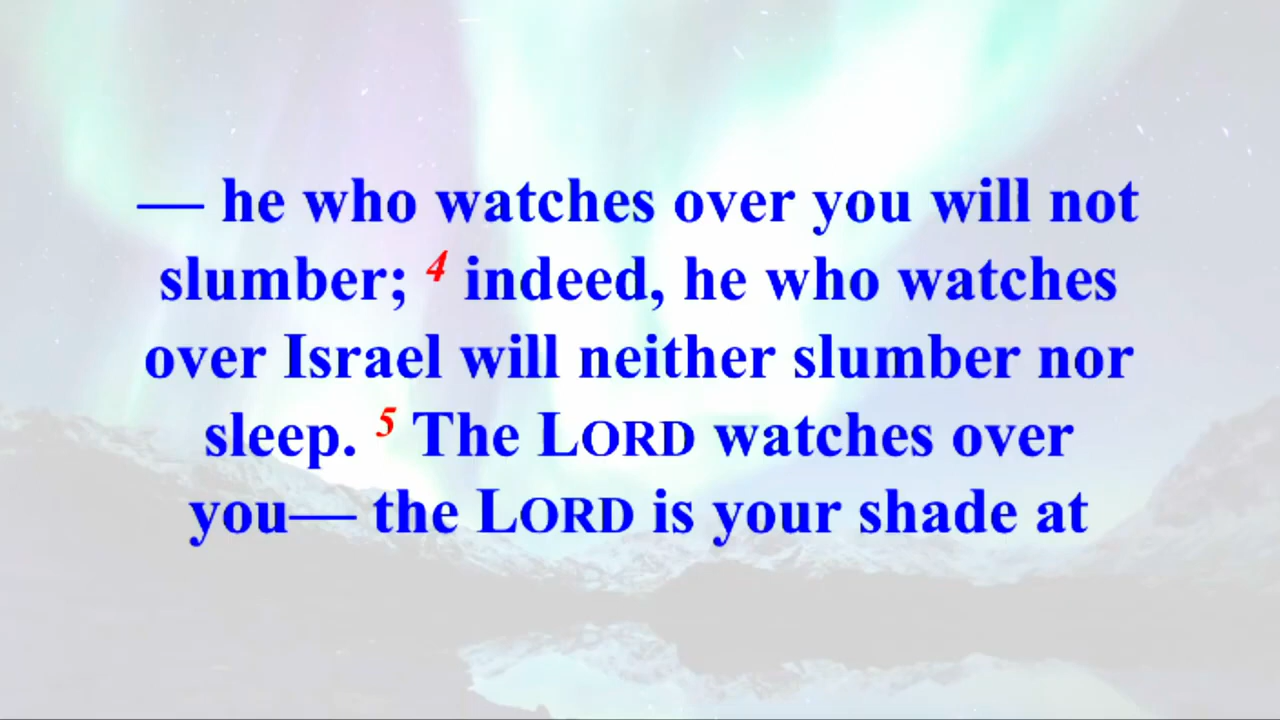 — he who watches over you will not
slumber; 4 indeed, he who watches
over Israel will neither slumber nor
sleep. 5 The LORD watches over
you— the LORD is your shade at